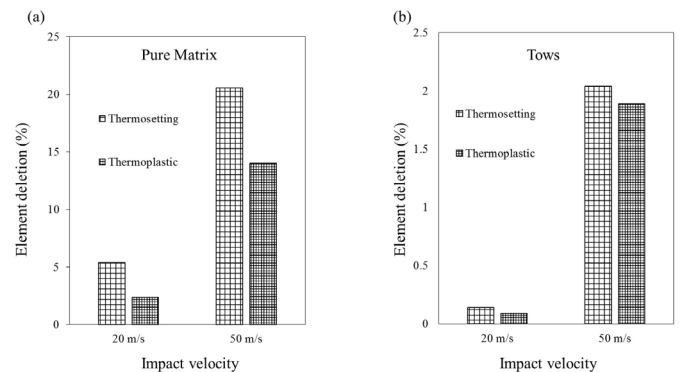 (a)
Pure Matrix
Element deletion (%)
25
20
15
10
5
0
Thermosetting
Thermoplastic
20 m/s
50 m/s
Impact velocity
(b)
Tows
Element deletion (%)
2.5
2
1.5
1
0.5
0
Thermosetting
Thermoplastic
20 m/s
50 m/s
Impact velocity